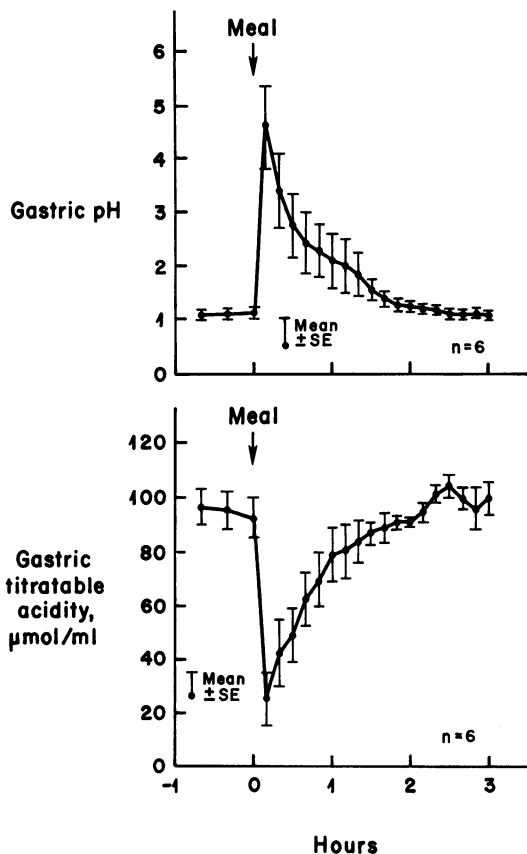 Meal
6
5
4
3
2
1
0
Gastric pH
Mean
±SE
n=6
Meal
120
100
80
60
40
20
0
Gastric
titratable
acidity,
μmol/ml
Mean
±SE
n=6
-1 0 1 2 3
Hours